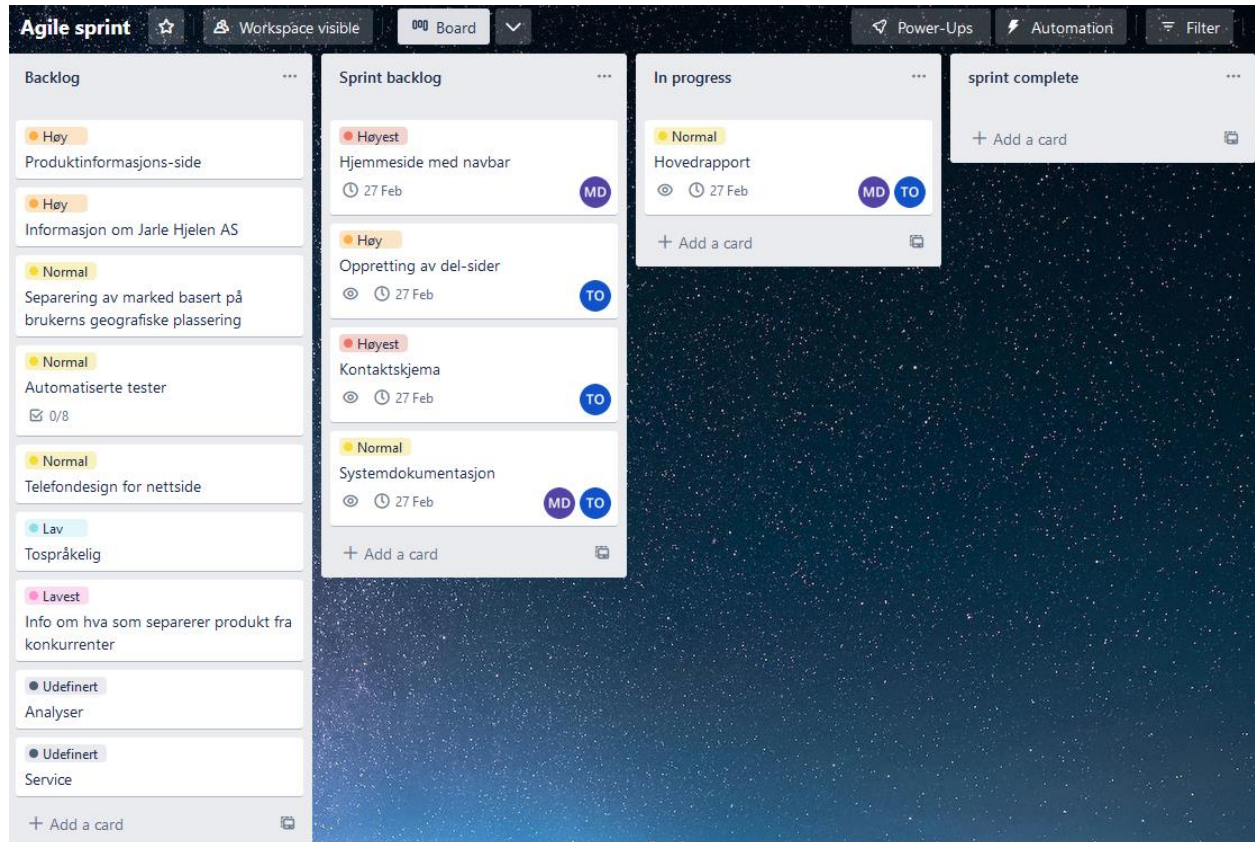 Agile sprint
Workspace visible
Board
Power-Ups
Automation
Filter
Backlog
Høy
Produktinformasjons-side
Høy
Informasjon om Jarle Hjelen AS
Normal
Separering av marked basert på
brukerns geografiske plassering
Normal
Automatiserte tester
0/8
Normal
Telefondesign for nettside
Lav
Tospråkelig
Lavest
Info om hva som separerer produkt fra
konkurrenter
Udefinert
Analyser
Udefinert
Service
+ Add a card
Sprint backlog
Høyest
Hjemmeside med navbar
27 Feb
MD
Høy
Oppretting av del-sider
27 Feb
TO
Høyest
Kontaktskjema
27 Feb
TO
Normal
Systemdokumentasjon
27 Feb
MD TO
+ Add a card
In progress
Normal
Hovedrapport
27 Feb
MD TO
+ Add a card
sprint complete
+ Add a card